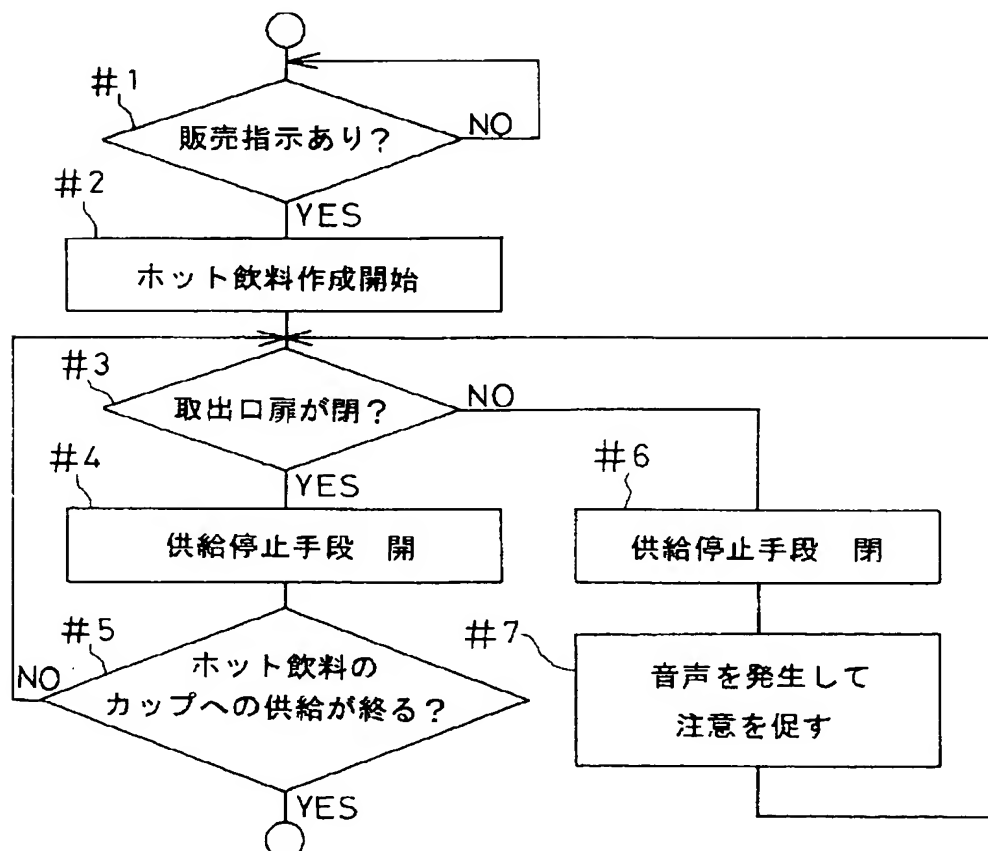 #1
販売指示あり?
NO
#2
YES
ホット飲料作成開始
#3
取出口扉が閉?
NO
#4
YES
#6
供給停止手段 開
供給停止手段 閉
#5
ホット飲料の
カップへの供給が終る?
NO
#7
音声を発生して
注意を促す
YES